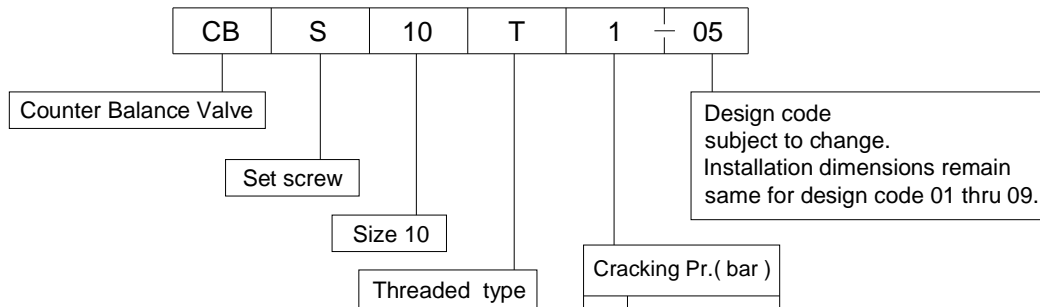 CB S 10 T 1 - 05
Counter Balance Valve
Set screw
Size 10
Threaded type
Cracking Pr.( bar )
Design code
subject to change.
Installation dimensions remain
same for design code 01 thru 09.